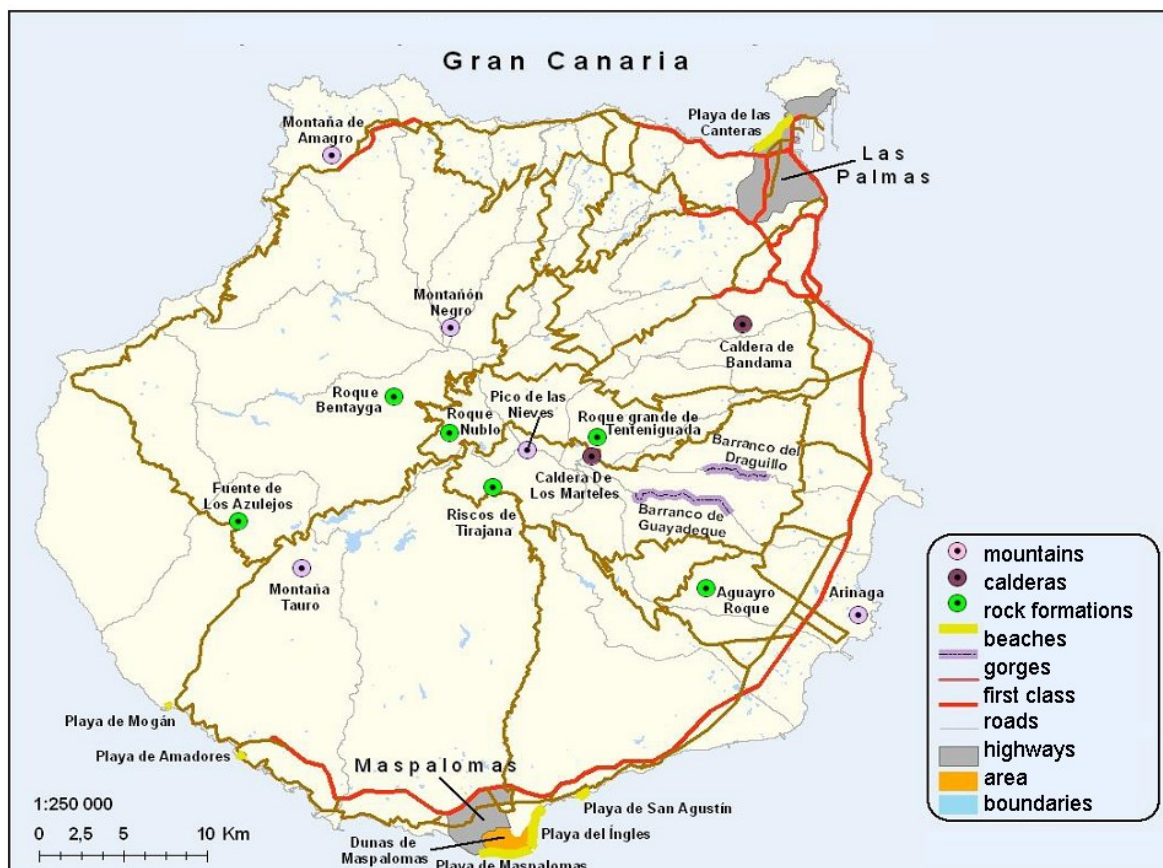 Gran Canaria
Montaña de
Amagro
Playa de las
Canteras
Las
Palmas
Montañón
Negro
Caldera de
Bandama
Roque
Bentayga
Roque
Nublo
Pico de las
Nieves
Roque grande de
Tenteniguada
Barranco del
Draguillo
Caldera De
Los Marteles
Fuente de
Los Azulejos
Riscos de
Tirajana
Barranco de
Guayadeque
Montaña
Tauro
Aguayro
Roque
Arinaga
Playa de Mogán
Playa de Amadores
Maspalomas
Playa de San Agustín
Playa del Íngles
Dunas de
Maspalomas
Playa de Maspalomas
1:250 000
0 2,5 5 10 Km
mountains
calderas
rock formations
beaches
gorges
first class
roads
highways
area
boundaries